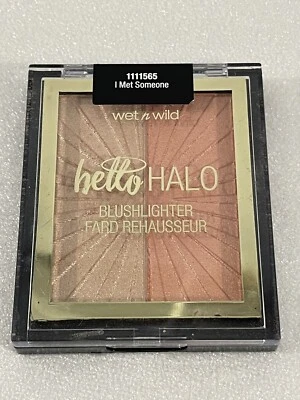 1111565
I Met Someone
wet n wild
hello HALO
BLUSHLIGHTER
FARD REHAUSSEUR